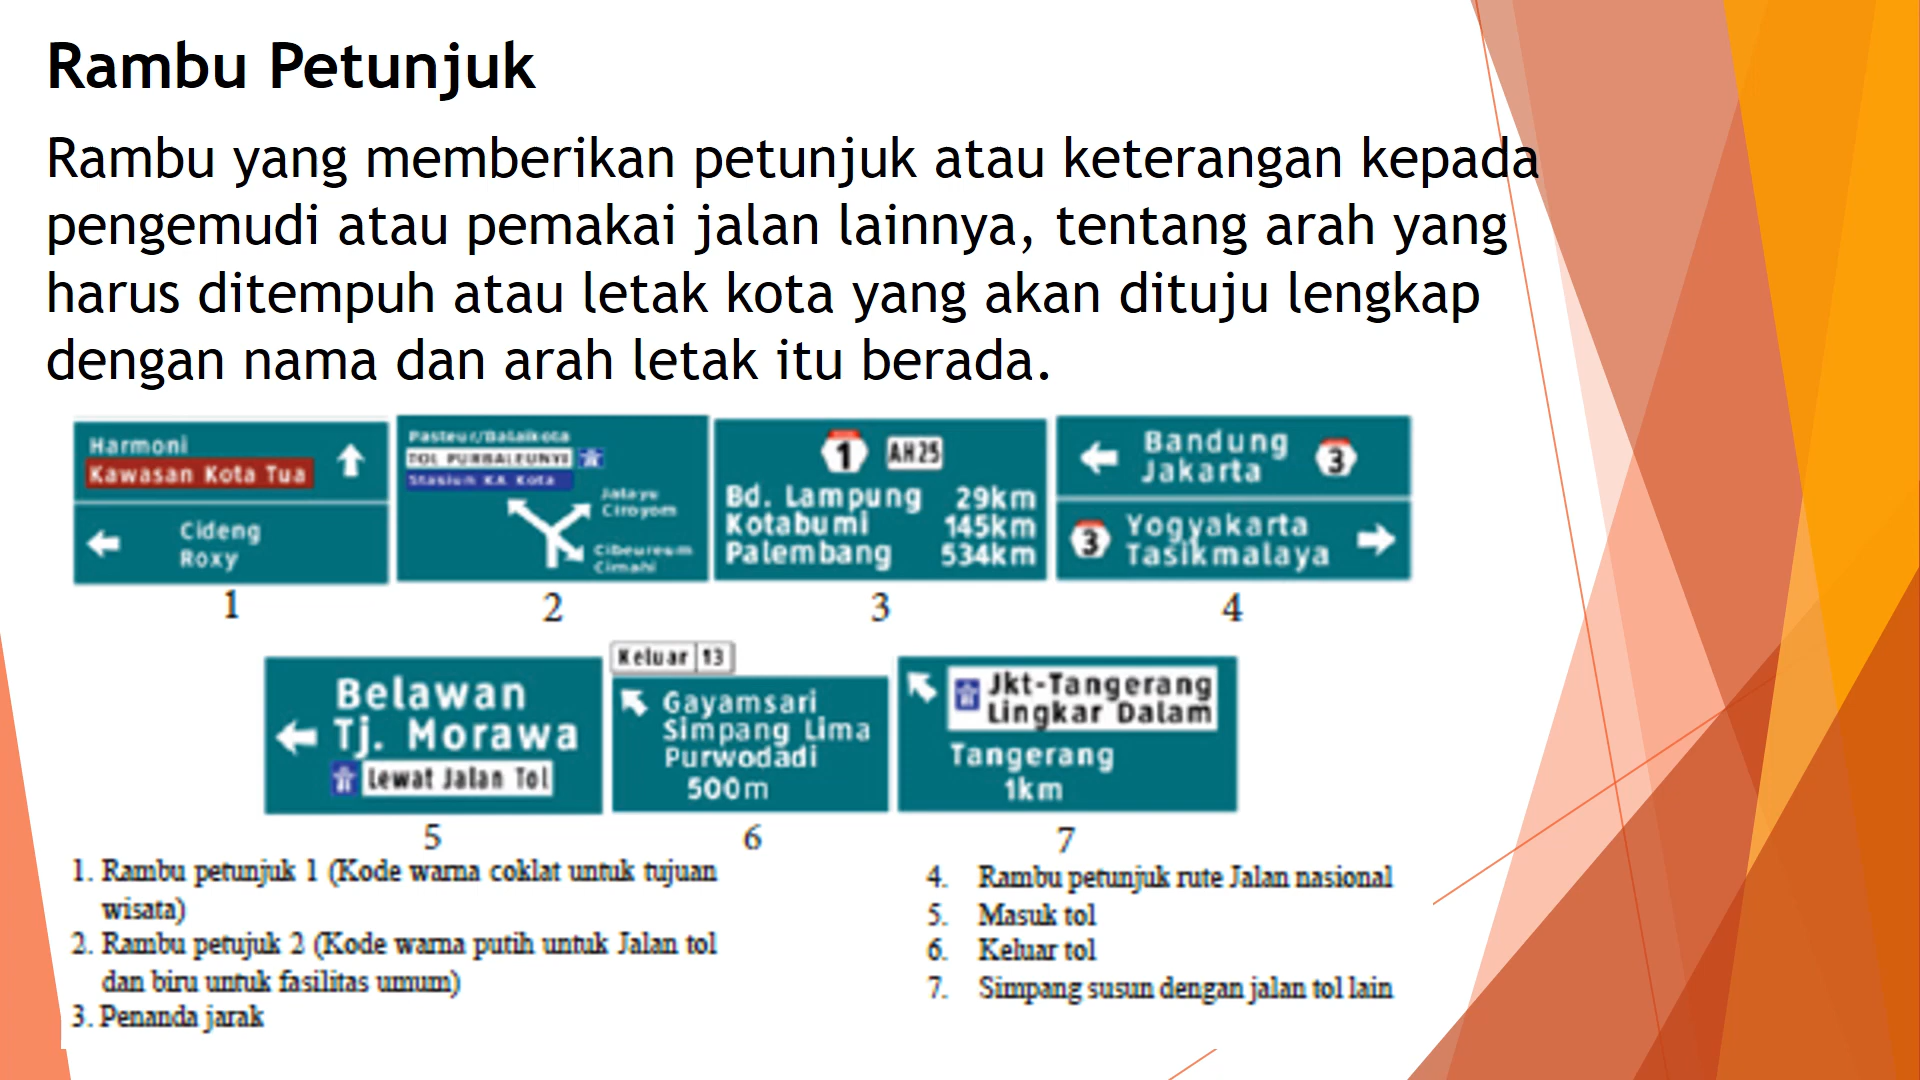 Rambu Petunjuk
Rambu yang memberikan petunjuk atau keterangan kepada
pengemudi atau pemakai jalan lainnya, tentang arah yang
harus ditempuh atau letak kota yang akan dituju lengkap
dengan nama dan arah letak itu berada.
Harmoni
Kawasan Kota Tua
Cideng
Roxy
1
Pasteur/Balaikota
TOL PURBALEUNYI
Stasiun KA Kota
Jatayu
Ciroyom
Cibeureum
Cimahi
2
1 AH25
Bd. Lampung 29km
Kotabumi 145km
Palembang 534km
3
Bandung
Jakarta
3
3
Yogyakarta
Tasikmalaya
4
Belawan
Tj. Morawa
Lewat Jalan Tol
5
Keluar 13
Gayamsari
Simpang Lima
Purwodadi
500m
6
Jkt-Tangerang
Lingkar Dalam
Tangerang
1km
7
1. Rambu petunjuk 1 (Kode warna coklat untuk tujuan
wisata)
2. Rambu petujuk 2 (Kode warna putih untuk Jalan tol
dan biru untuk fasilitas umum)
3. Penanda jarak
4. Rambu petunjuk rute Jalan nasional
5. Masuk tol
6. Keluar tol
7. Simpang susun dengan jalan tol lain